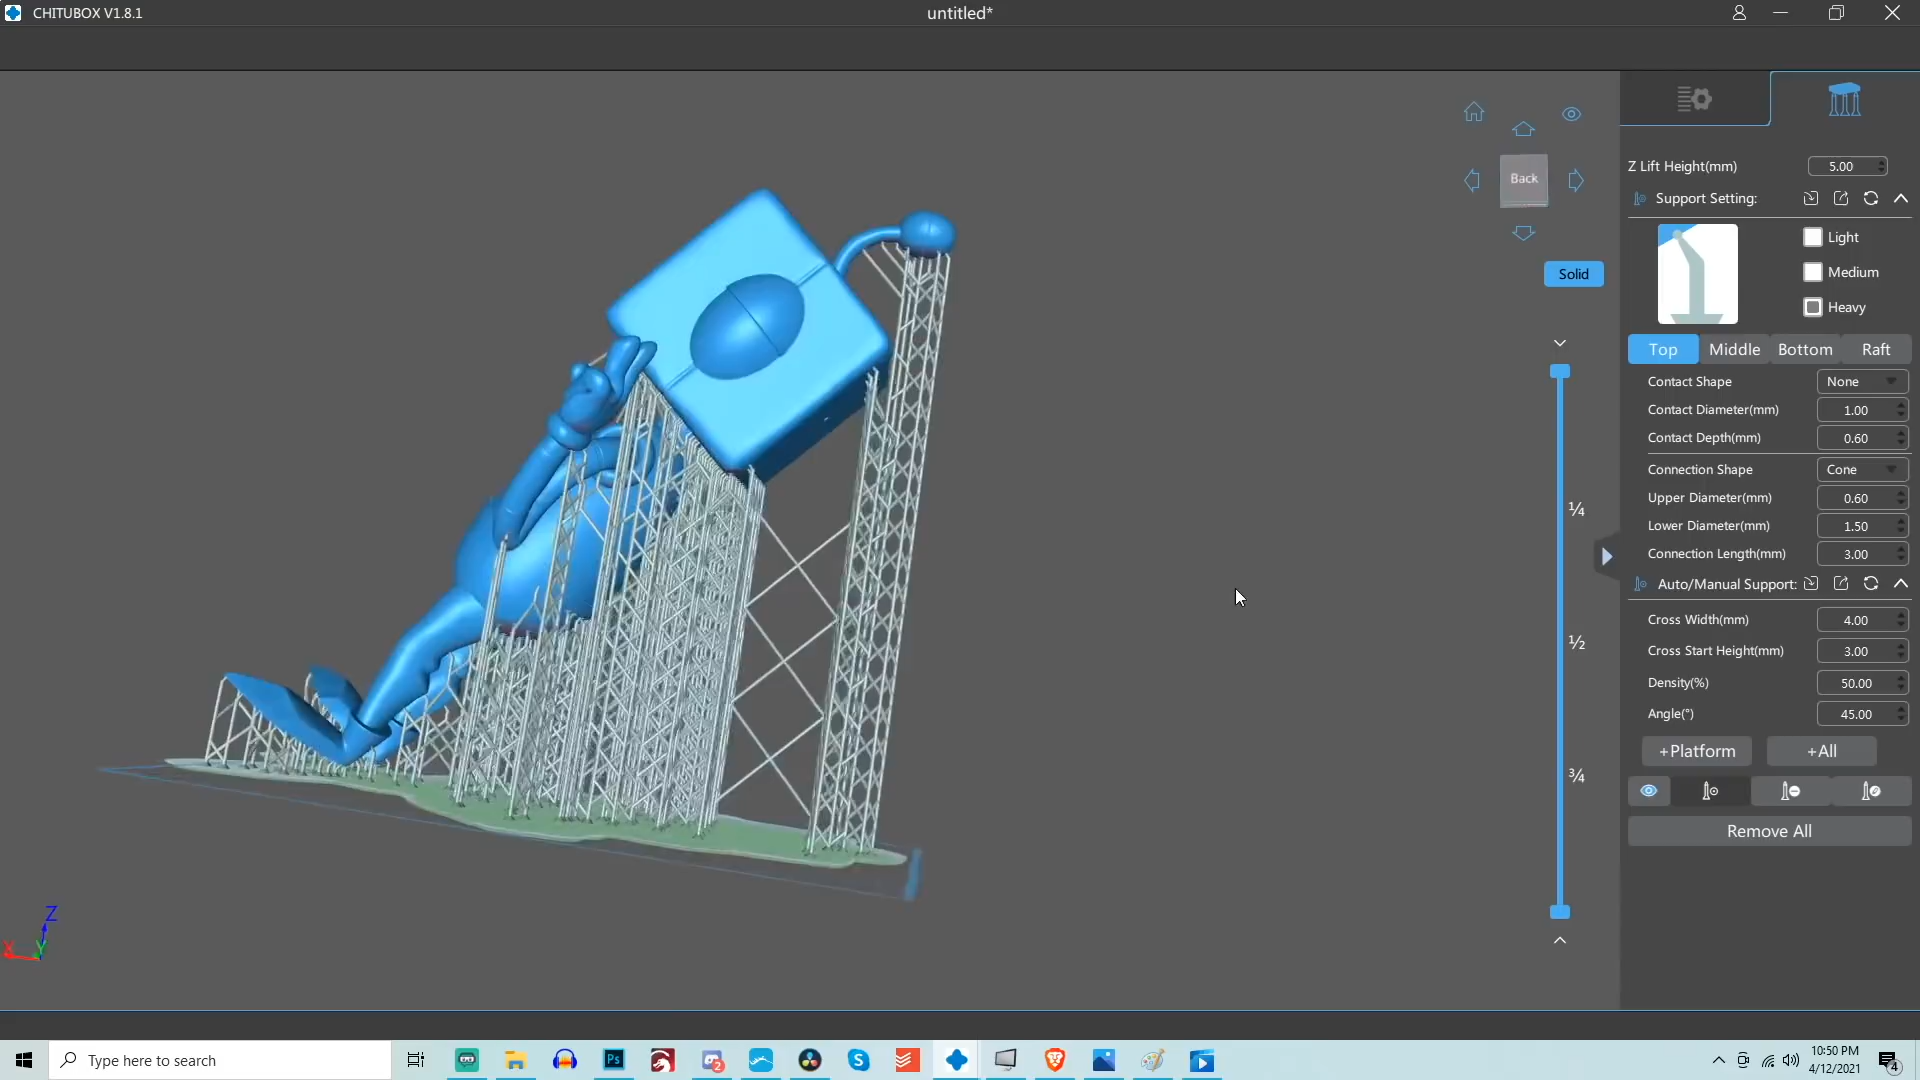 CHITUBOX V1.8.1
untitled*
Back
Solid
¼
½
¾
Z Lift Height(mm) 5.00
Support Setting:
Light
Medium
Heavy
Top Middle Bottom Raft
Contact Shape None
Contact Diameter(mm) 1.00
Contact Depth(mm) 0.60
Connection Shape Cone
Upper Diameter(mm) 0.60
Lower Diameter(mm) 1.50
Connection Length(mm) 3.00
Auto/Manual Support:
Cross Width(mm) 4.00
Cross Start Height(mm) 3.00
Density(%) 50.00
Angle(°) 45.00
+Platform +All
Remove All
Z
X Y
Type here to search
Ps
2
10:50 PM
4/12/2021
4